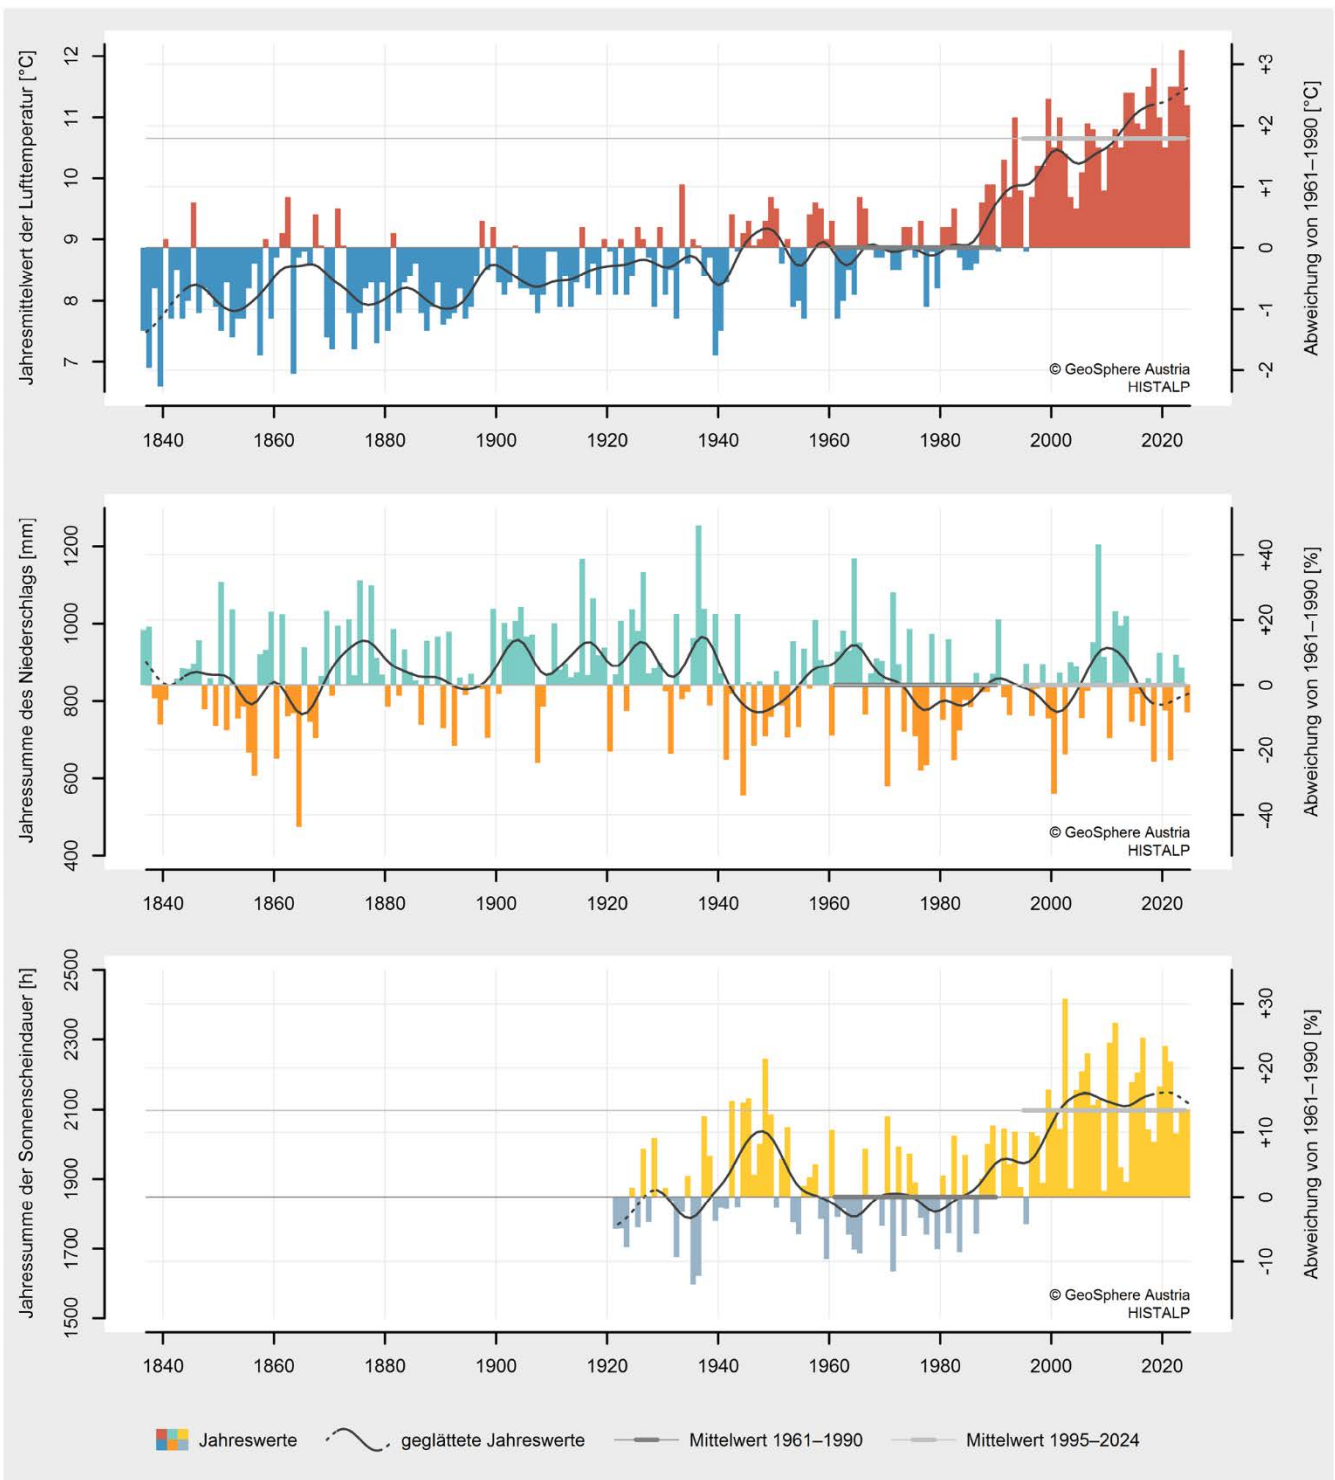 Jahresmittelwert der Lufttemperatur [°C]
12
11
10
9
8
7
+3
+2
+1
0
-1
-2
Abweichung von 1961–1990 [°C]
© GeoSphere Austria
HISTALP
1840 1860 1880 1900 1920 1940 1960 1980 2000 2020
Jahressumme des Niederschlags [mm]
1200
1000
800
600
400
+40
+20
0
-20
-40
Abweichung von 1961–1990 [%]
© GeoSphere Austria
HISTALP
1840 1860 1880 1900 1920 1940 1960 1980 2000 2020
Jahressumme der Sonnenscheindauer [h]
2500
2300
2100
1900
1700
1500
+30
+20
+10
0
-10
Abweichung von 1961–1990 [%]
© GeoSphere Austria
HISTALP
1840 1860 1880 1900 1920 1940 1960 1980 2000 2020
Jahreswerte geglättete Jahreswerte Mittelwert 1961–1990 Mittelwert 1995–2024